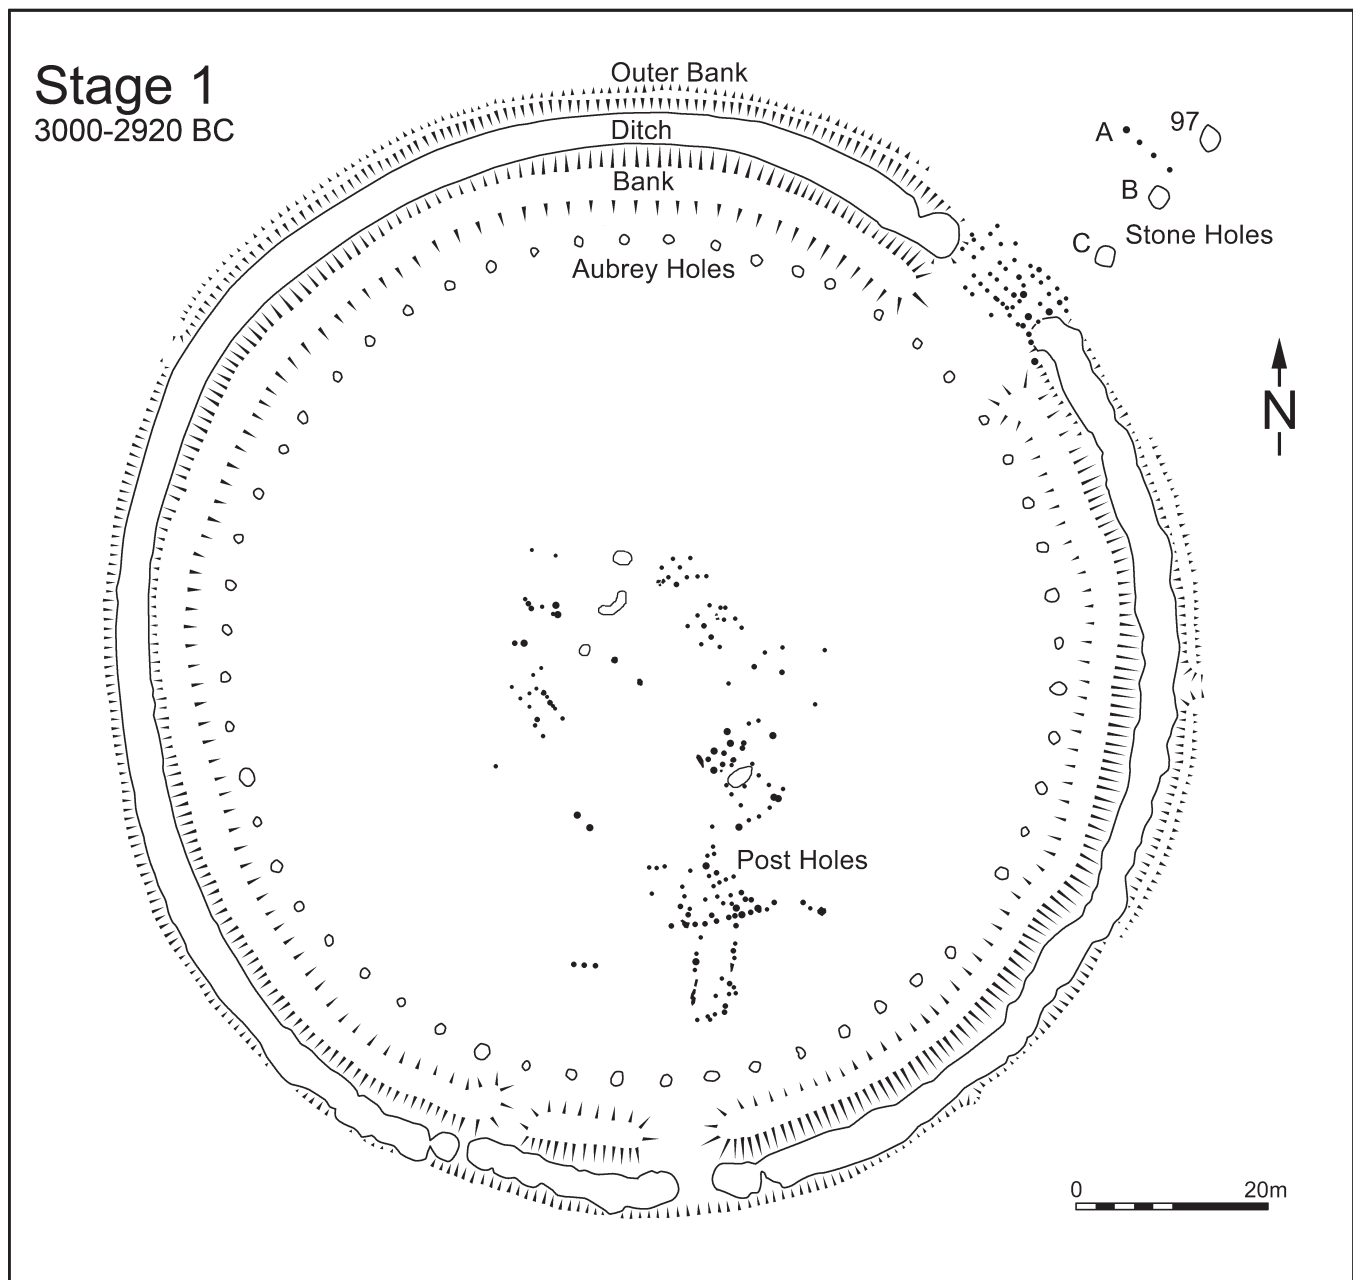 Stage 1
3000-2920 BC
Outer Bank
Ditch
Bank
Aubrey Holes
A
97
B
C
Stone Holes
N
Post Holes
0 20m